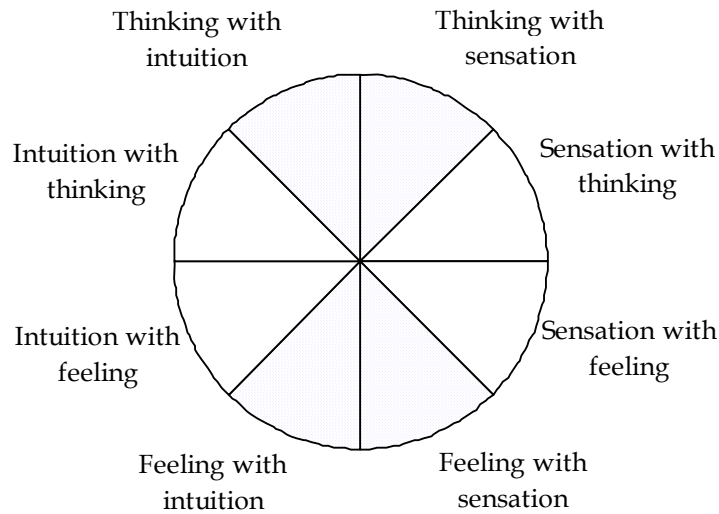 Thinking with
intuition
Thinking with
sensation
Intuition with
thinking
Sensation with
thinking
Intuition with
feeling
Sensation with
feeling
Feeling with
intuition
Feeling with
sensation